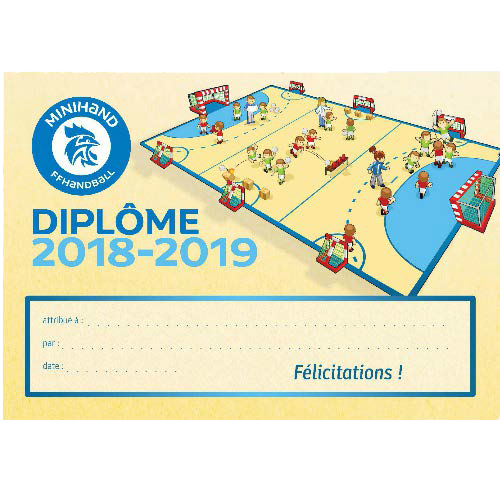 MINIHAND
FFHANDBALL
DIPLÔME
2018-2019
attribué à : . . . . . . . . . . . . . . . . . . . . . . . . . . . . . . . . . . . . . . . . . .
par : . . . . . . . . . . . . . . . . . . . . . . . . . . . . . . . . . . . . . . . . . . . . .
date : . . . . . . . . . . . .
Félicitations !